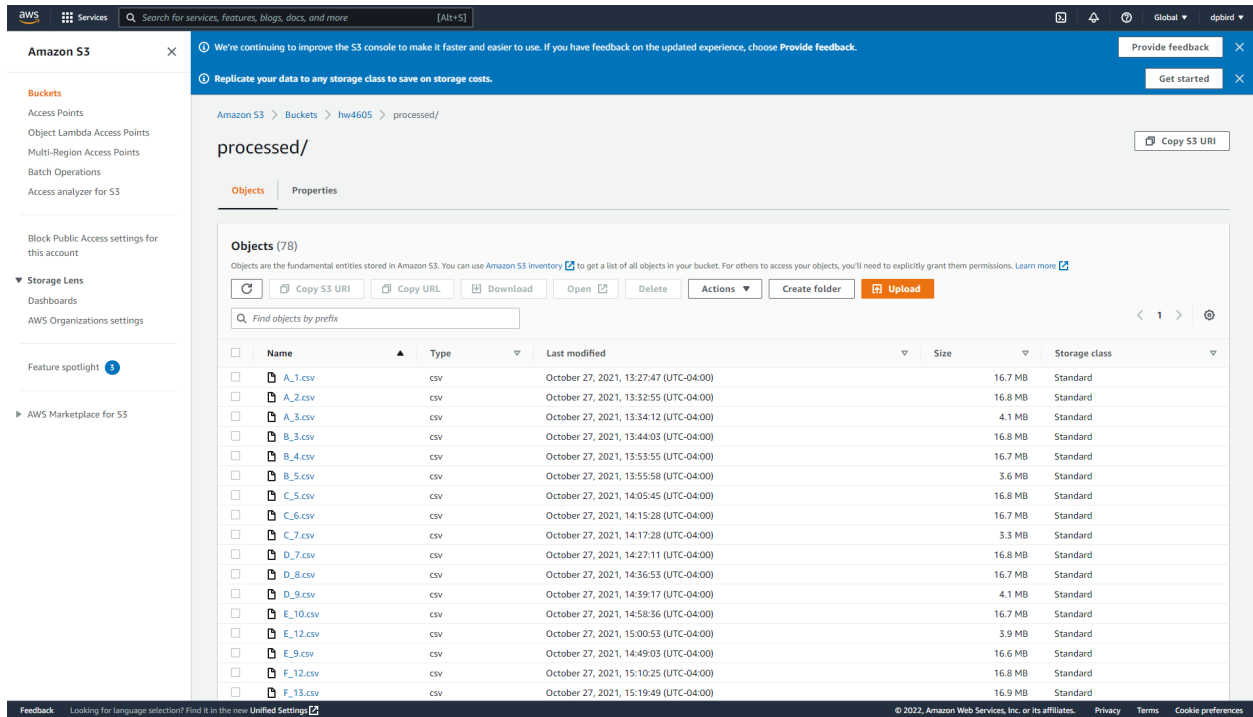 aws Services Search for services, features, blogs, docs, and more [Alt+S] Global ▼ dpbird ▼
Amazon S3
Buckets
Access Points
Object Lambda Access Points
Multi-Region Access Points
Batch Operations
Access analyzer for S3
Block Public Access settings for
this account
▼ Storage Lens
Dashboards
AWS Organizations settings
Feature spotlight 3
▶ AWS Marketplace for S3
We're continuing to improve the S3 console to make it faster and easier to use. If you have feedback on the updated experience, choose Provide feedback. Provide feedback
Replicate your data to any storage class to save on storage costs. Get started
Amazon S3 > Buckets > hw4605 > processed/
processed/ Copy S3 URI
Objects Properties
Objects (78)
Objects are the fundamental entities stored in Amazon S3. You can use Amazon S3 inventory to get a list of all objects in your bucket. For others to access your objects, you'll need to explicitly grant them permissions. Learn more
Copy S3 URI Copy URL Download Open Delete Actions ▼ Create folder Upload
Find objects by prefix < 1 >
Name ▲ Type Last modified Size Storage class
A_1.csv csv October 27, 2021, 13:27:47 (UTC-04:00) 16.7 MB Standard
A_2.csv csv October 27, 2021, 13:32:55 (UTC-04:00) 16.8 MB Standard
A_3.csv csv October 27, 2021, 13:34:12 (UTC-04:00) 4.1 MB Standard
B_3.csv csv October 27, 2021, 13:44:03 (UTC-04:00) 16.8 MB Standard
B_4.csv csv October 27, 2021, 13:53:55 (UTC-04:00) 16.7 MB Standard
B_5.csv csv October 27, 2021, 13:55:58 (UTC-04:00) 3.6 MB Standard
C_5.csv csv October 27, 2021, 14:05:45 (UTC-04:00) 16.8 MB Standard
C_6.csv csv October 27, 2021, 14:15:28 (UTC-04:00) 16.7 MB Standard
C_7.csv csv October 27, 2021, 14:17:28 (UTC-04:00) 3.3 MB Standard
D_7.csv csv October 27, 2021, 14:27:11 (UTC-04:00) 16.8 MB Standard
D_8.csv csv October 27, 2021, 14:36:53 (UTC-04:00) 16.7 MB Standard
D_9.csv csv October 27, 2021, 14:39:17 (UTC-04:00) 4.1 MB Standard
E_10.csv csv October 27, 2021, 14:58:36 (UTC-04:00) 16.7 MB Standard
E_12.csv csv October 27, 2021, 15:00:53 (UTC-04:00) 3.9 MB Standard
E_9.csv csv October 27, 2021, 14:49:03 (UTC-04:00) 16.6 MB Standard
F_12.csv csv October 27, 2021, 15:10:25 (UTC-04:00) 16.8 MB Standard
F_13.csv csv October 27, 2021, 15:19:49 (UTC-04:00) 16.9 MB Standard
Feedback Looking for language selection? Find it in the new Unified Settings © 2022, Amazon Web Services, Inc. or its affiliates. Privacy Terms Cookie preferences